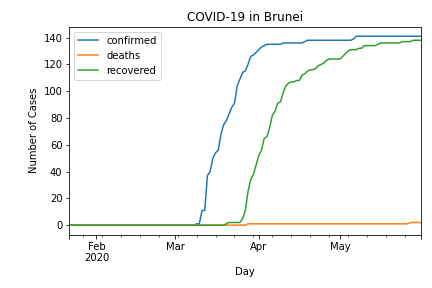 COVID-19 in Brunei
confirmed
deaths
recovered
Number of Cases
140
120
100
80
60
40
20
0
Feb Mar Apr May
2020
Day